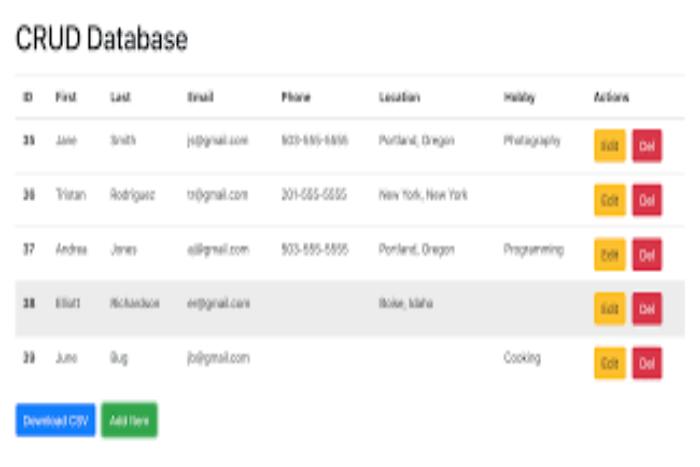 CRUD Database
ID First Last Email Phone Location Hobby Actions
35 Jane Smith js@gmail.com 503-555-5555 Portland, Oregon Photography Edit Del
36 Tristan Rodriguez tr@gmail.com 201-555-5555 New York, New York Edit Del
37 Andrea Jones aj@gmail.com 503-555-5555 Portland, Oregon Programming Edit Del
38 Elliott Richardson er@gmail.com Boise, Idaho Edit Del
39 June Bug jb@gmail.com Cooking Edit Del
Download CSV Add Item